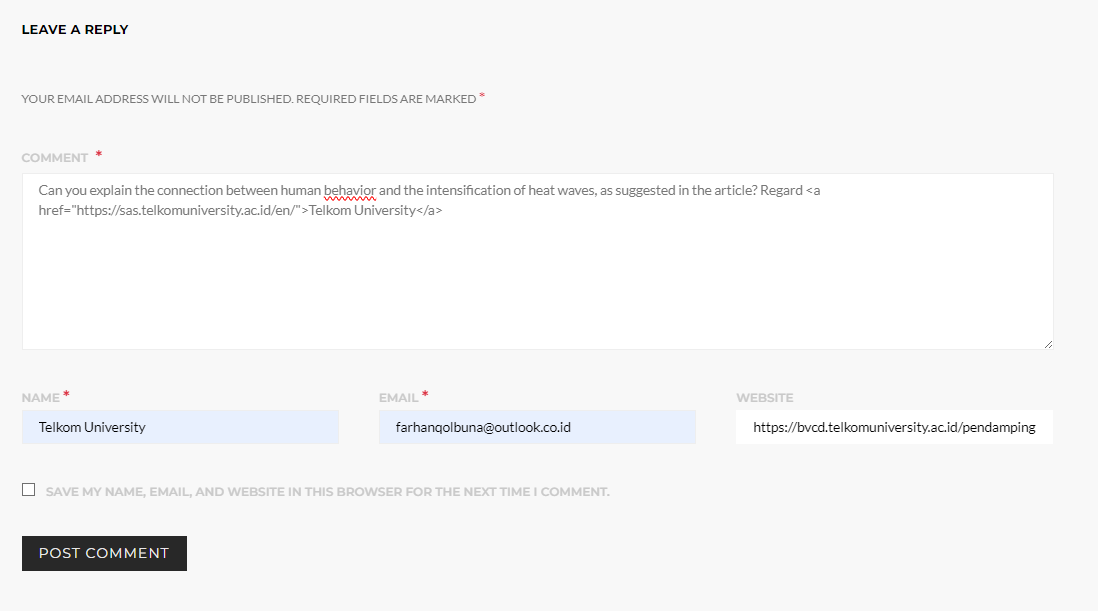 LEAVE A REPLY
YOUR EMAIL ADDRESS WILL NOT BE PUBLISHED. REQUIRED FIELDS ARE MARKED *
COMMENT *
Can you explain the connection between human behavior and the intensification of heat waves, as suggested in the article? Regard <a
href="https://sas.telkomuniversity.ac.id/en/">Telkom University</a>
NAME * EMAIL * WEBSITE
Telkom University farhanqolbuna@outlook.co.id https://bvcd.telkomuniversity.ac.id/pendamping
SAVE MY NAME, EMAIL, AND WEBSITE IN THIS BROWSER FOR THE NEXT TIME I COMMENT.
POST COMMENT